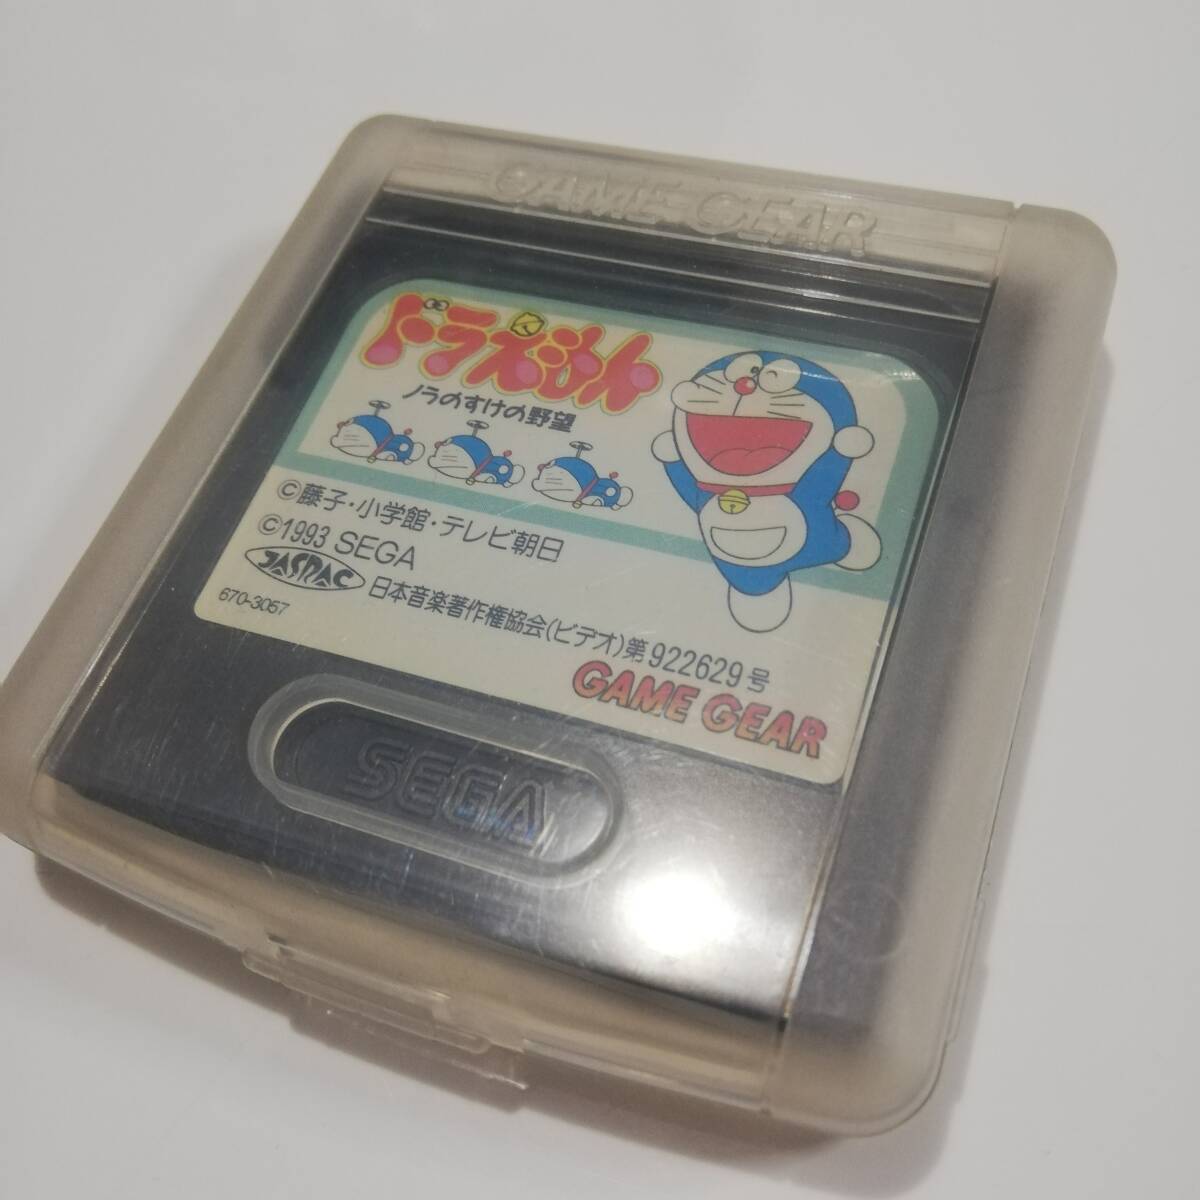 GAME GEAR
ドラえもん
ノラのすけの野望
©藤子・小学館・テレビ朝日
©1993 SEGA
JASRAC 日本音楽著作権協会(ビデオ)第922629号
670-3057
GAME GEAR
SEGA